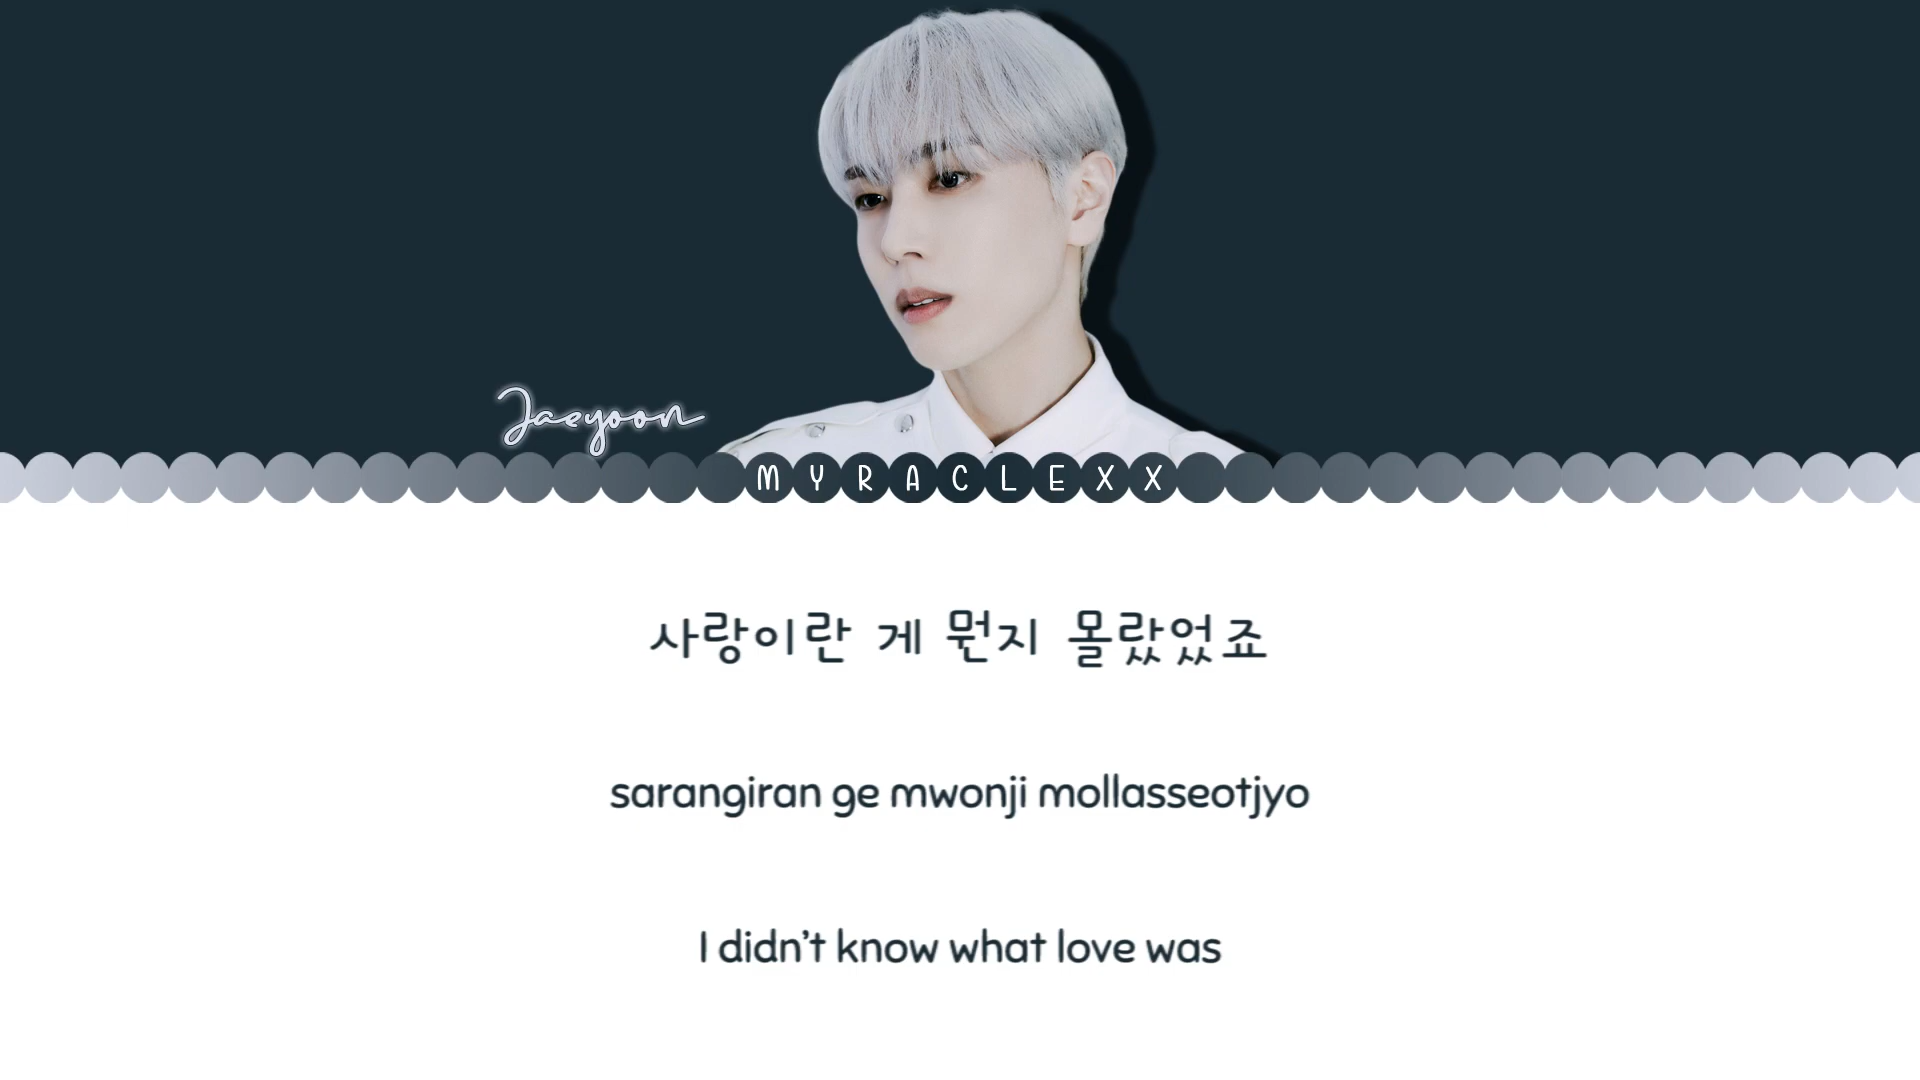 Jaeyoon
MYRACLEXX
사랑이란 게 뭔지 몰랐었죠
sarangiran ge mwonji mollasseotjyo
I didn’t know what love was